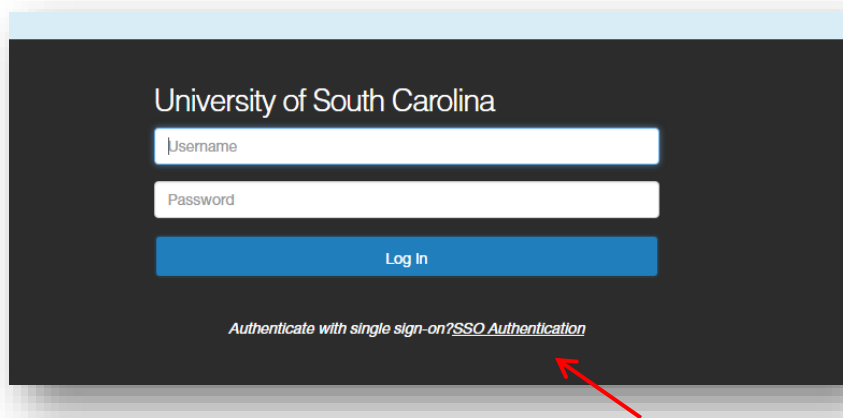 University of South Carolina
Username
Password
Log In
Authenticate with single sign-on?SSO Authentication